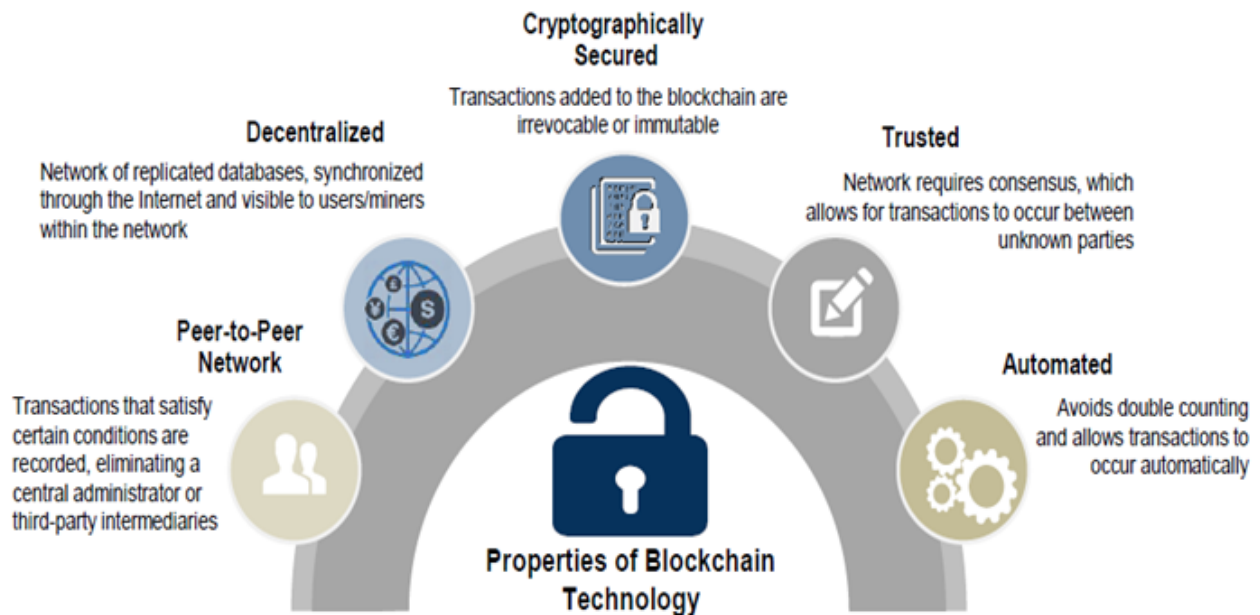 Cryptographically
Secured
Transactions added to the blockchain are
irrevocable or immutable
Decentralized
Network of replicated databases, synchronized
through the Internet and visible to users/miners
within the network
Trusted
Network requires consensus, which
allows for transactions to occur between
unknown parties
Peer-to-Peer
Network
Transactions that satisfy
certain conditions are
recorded, eliminating a
central administrator or
third-party intermediaries
Automated
Avoids double counting
and allows transactions to
occur automatically
£
¥
€
$
Properties of Blockchain
Technology